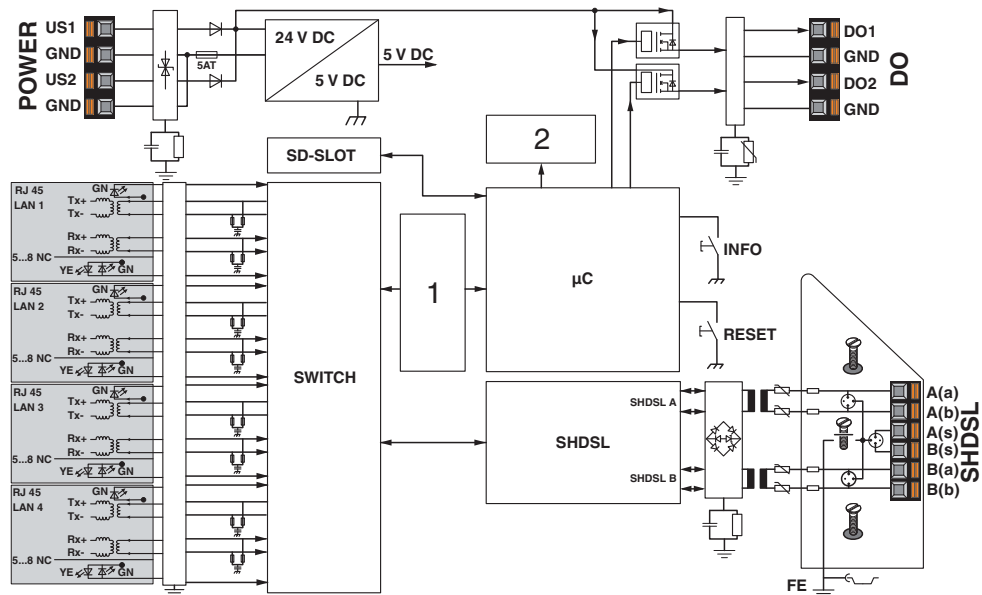 POWER
US1
GND
US2
GND
5AT
24 V DC
5 V DC
5 V DC
DO1
GND
DO2
GND
DO
SD-SLOT
2
1
µC
INFO
RESET
SWITCH
RJ 45
LAN 1
GN
Tx+
Tx-
Rx+
Rx-
5...8 NC
YE
GN
RJ 45
LAN 2
GN
Tx+
Tx-
Rx+
Rx-
5...8 NC
YE
GN
RJ 45
LAN 3
GN
Tx+
Tx-
Rx+
Rx-
5...8 NC
YE
GN
RJ 45
LAN 4
GN
Tx+
Tx-
Rx+
Rx-
5...8 NC
YE
GN
SHDSL
SHDSL A
SHDSL B
A(a)
A(b)
A(s)
B(s)
B(a)
B(b)
SHDSL
FE